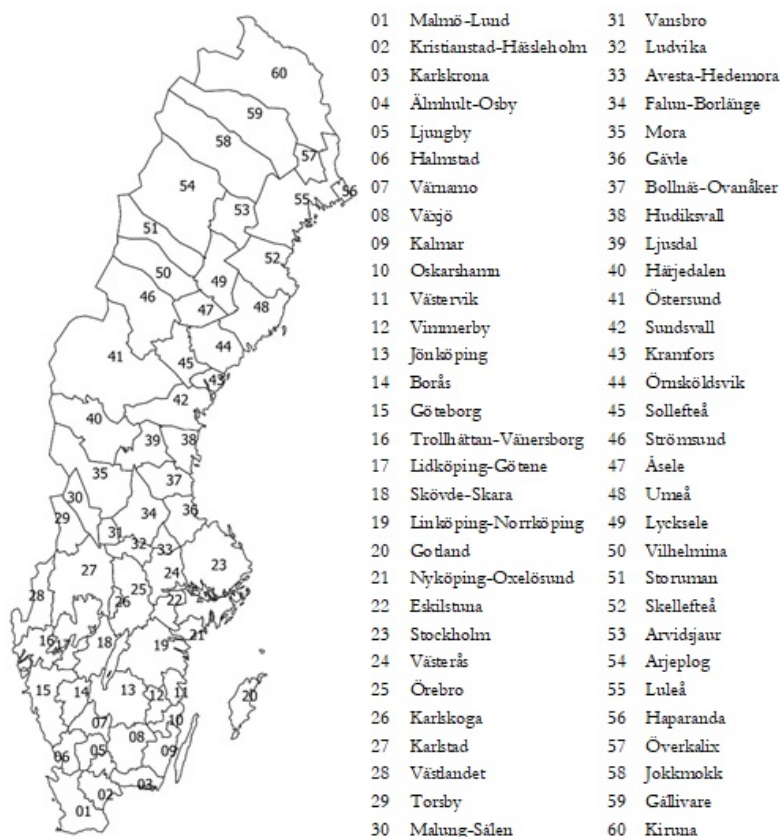 60
59
58
57
56
55
54
53
52
51
50
49
48
47
46
45
44
43
42
41
40
39
38
37
36
35
34
33
32
31
30
29
28
27
26
25
24
23
22
21
20
19
18
17
16
15
14
13
12
11
10
09
08
07
06
05
04
03
02
01
01 Malmö-Lund
02 Kristianstad-Hässleholm
03 Karlskrona
04 Älmhult-Osby
05 Ljungby
06 Halmstad
07 Värnamo
08 Växjö
09 Kalmar
10 Oskarshamn
11 Västervik
12 Vimmerby
13 Jönköping
14 Borås
15 Göteborg
16 Trollhättan-Vänersborg
17 Lidköping-Götene
18 Skövde-Skara
19 Linköping-Norrköping
20 Gotland
21 Nyköping-Oxelösund
22 Eskilstuna
23 Stockholm
24 Västerås
25 Örebro
26 Karlskoga
27 Karlstad
28 Västlandet
29 Torsby
30 Malung-Sälen
31 Vansbro
32 Ludvika
33 Avesta-Hedemora
34 Falun-Borlänge
35 Mora
36 Gävle
37 Bollnäs-Ovanåker
38 Hudiksvall
39 Ljusdal
40 Härjedalen
41 Östersund
42 Sundsvall
43 Kramfors
44 Örnsköldsvik
45 Sollefteå
46 Strömsund
47 Åsele
48 Umeå
49 Lycksele
50 Vilhelmina
51 Storuman
52 Skellefteå
53 Arvidsjaur
54 Arjeplog
55 Luleå
56 Haparanda
57 Överkalix
58 Jokkmokk
59 Gällivare
60 Kiruna